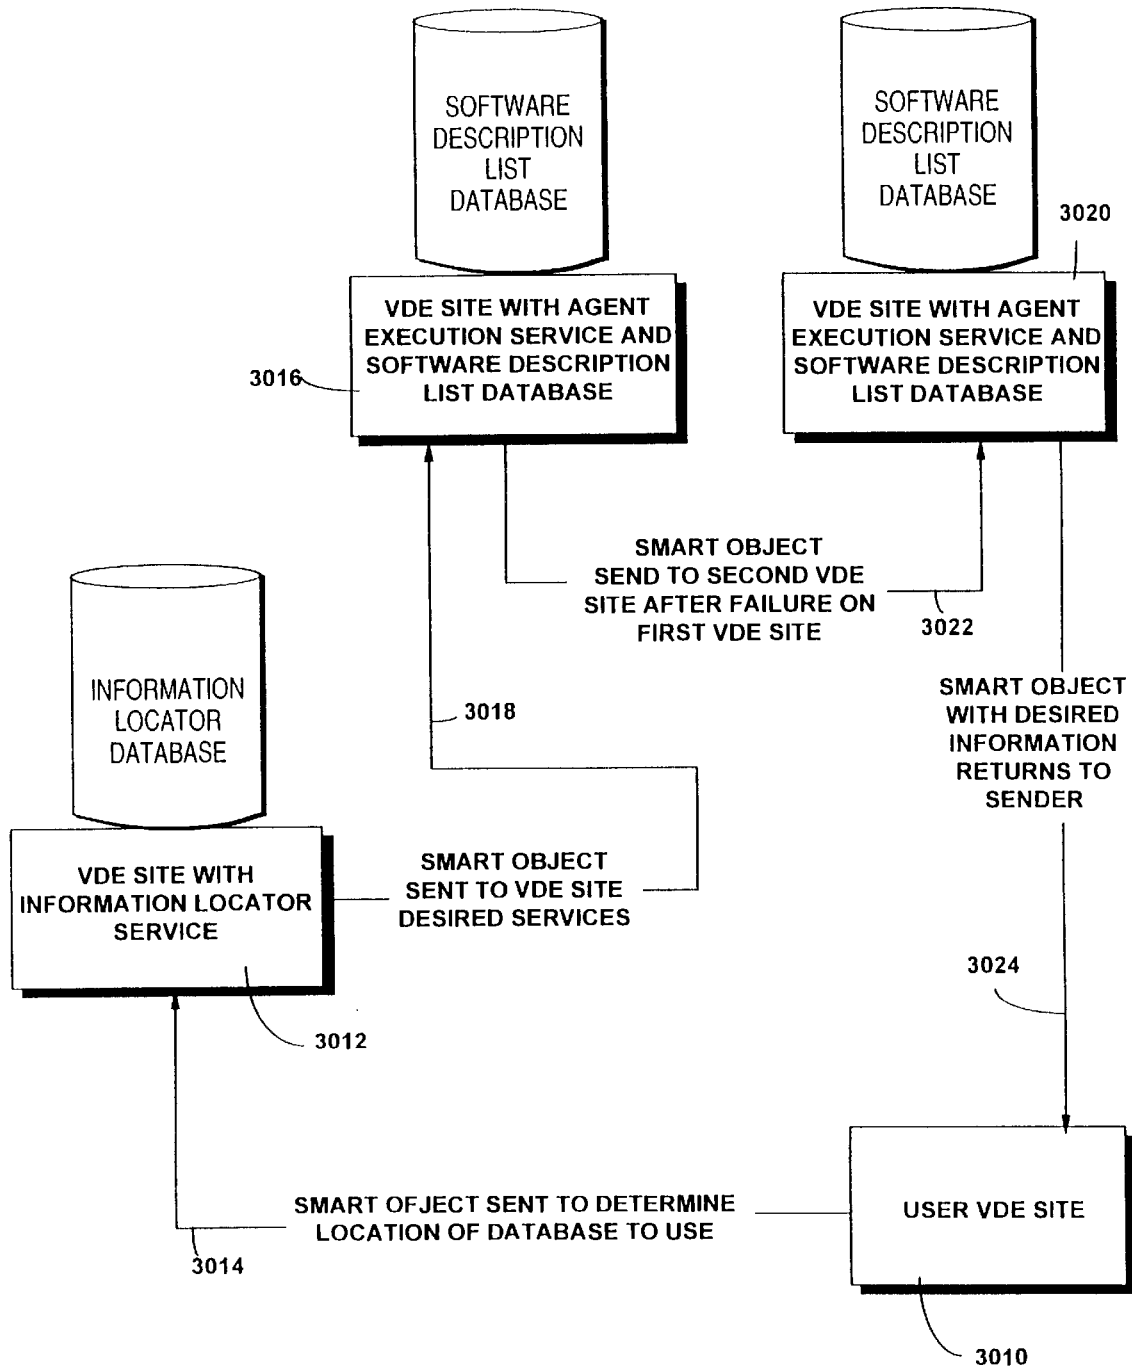 SOFTWARE
DESCRIPTION
LIST
DATABASE
SOFTWARE
DESCRIPTION
LIST
DATABASE
3020
VDE SITE WITH AGENT
EXECUTION SERVICE AND
SOFTWARE DESCRIPTION
LIST DATABASE
3016
VDE SITE WITH AGENT
EXECUTION SERVICE AND
SOFTWARE DESCRIPTION
LIST DATABASE
SMART OBJECT
SEND TO SECOND VDE
SITE AFTER FAILURE ON
FIRST VDE SITE
3022
INFORMATION
LOCATOR
DATABASE
3018
SMART OBJECT
WITH DESIRED
INFORMATION
RETURNS TO
SENDER
VDE SITE WITH
INFORMATION LOCATOR
SERVICE
SMART OBJECT
SENT TO VDE SITE
DESIRED SERVICES
3024
3012
SMART OFJECT SENT TO DETERMINE
LOCATION OF DATABASE TO USE
3014
USER VDE SITE
3010